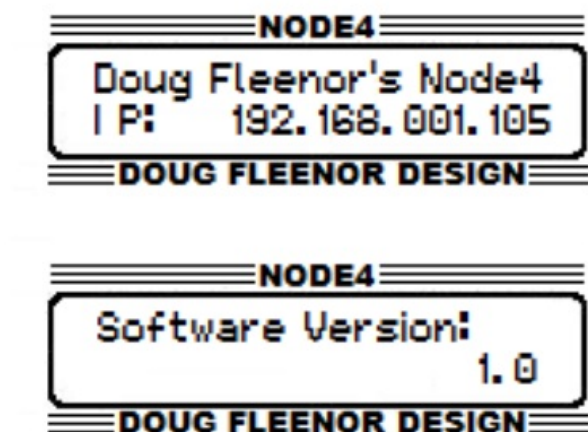 NODE4
Doug Fleenor's Node4
IP: 192.168.001.105
DOUG FLEENOR DESIGN
NODE4
Software Version:
1.0
DOUG FLEENOR DESIGN